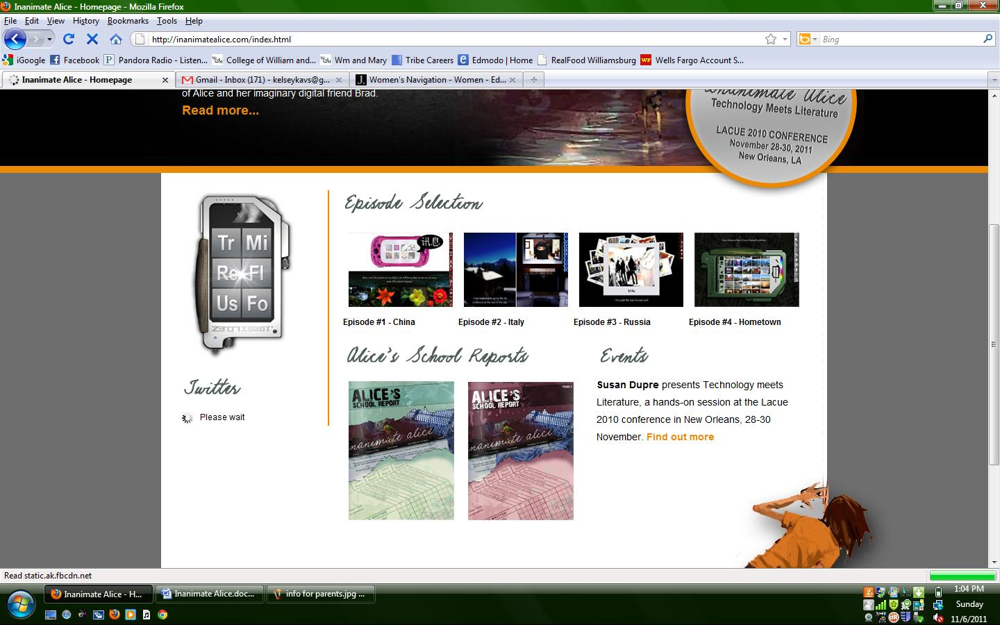 Inanimate Alice - Homepage - Mozilla Firefox
File Edit View History Bookmarks Tools Help
http://inanimatealice.com/index.html
Bing
iGoogle Facebook Pandora Radio - Listen... College of William and... Wm and Mary Tribe Careers Edmodo | Home RealFood Williamsburg Wells Fargo Account S...
Inanimate Alice - Homepage Gmail - Inbox (171) - kelseykavs@g... Women's Navigation - Women - Ed...
of Alice and her imaginary digital friend Brad.
Read more...
Inanimate Alice
Technology Meets Literature
LACUE 2010 CONFERENCE
November 28-30, 2011
New Orleans, LA
Tr Mi
Re Fl
Us Fo
Episode Selection
讯息
Episode #1 - China
Episode #2 - Italy
Episode #3 - Russia
Episode #4 - Hometown
Twitter
Please wait
Alice's School Reports
ALICE'S
SCHOOL REPORT
inanimate alice
ALICE'S
SCHOOL REPORT
inanimate alice
Events
Susan Dupre presents Technology meets
Literature, a hands-on session at the Lacue
2010 conference in New Orleans, 28-30
November. Find out more
Read static.ak.fbcdn.net
Inanimate Alice - H... Inanimate Alice.doc... info for parents.jpg ...
1:04 PM
Sunday
11/6/2011